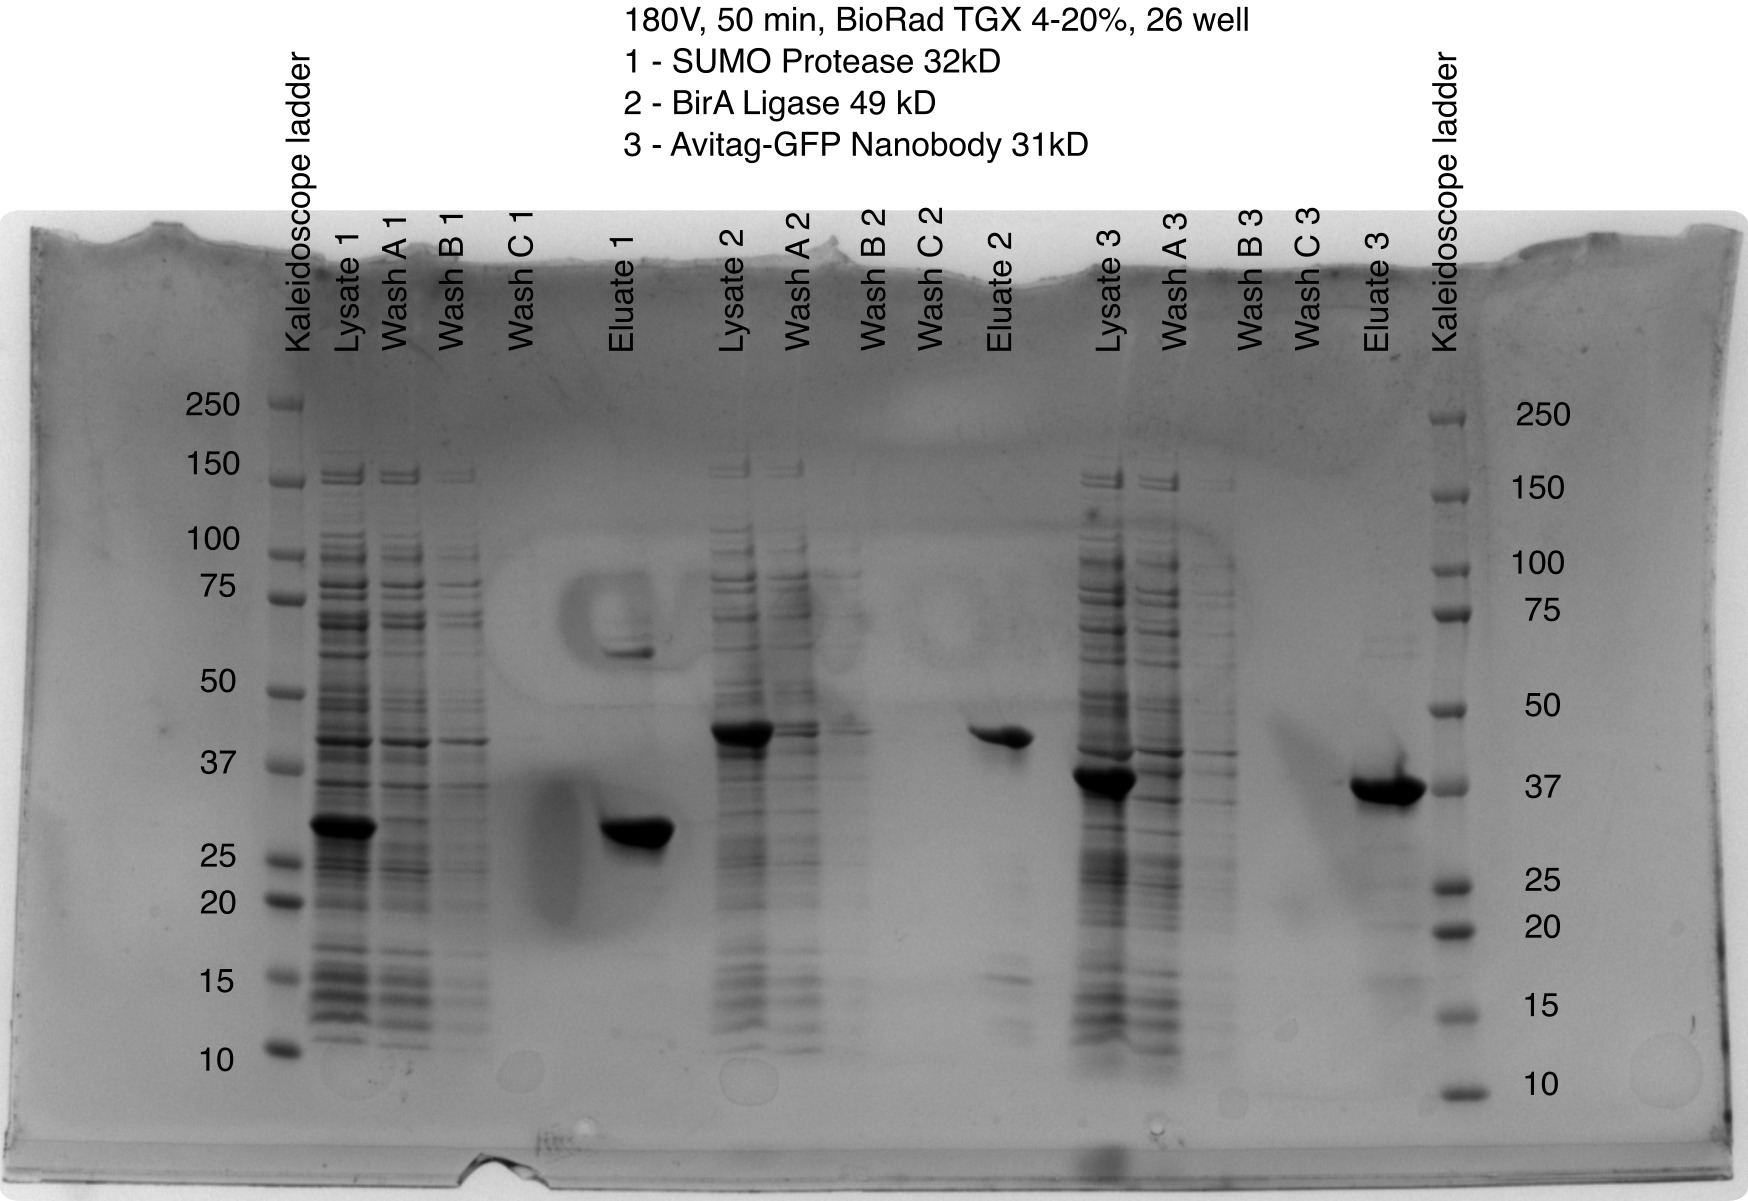 180V, 50 min, BioRad TGX 4-20%, 26 well
1 - SUMO Protease 32kD
2 - BirA Ligase 49 kD
3 - Avitag-GFP Nanobody 31kD
Kaleidoscope ladder
Lysate 1
Wash A 1
Wash B 1
Wash C 1
Eluate 1
Lysate 2
Wash A 2
Wash B 2
Wash C 2
Eluate 2
Lysate 3
Wash A 3
Wash B 3
Wash C 3
Eluate 3
Kaleidoscope ladder
250
150
100
75
50
37
25
20
15
10
250
150
100
75
50
37
25
20
15
10